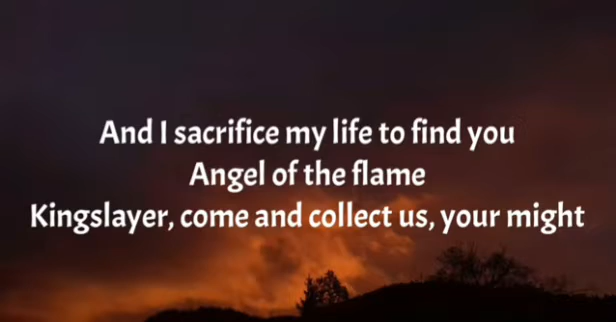 And I sacrifice my life to find you
Angel of the flame
Kingslayer, come and collect us, your might